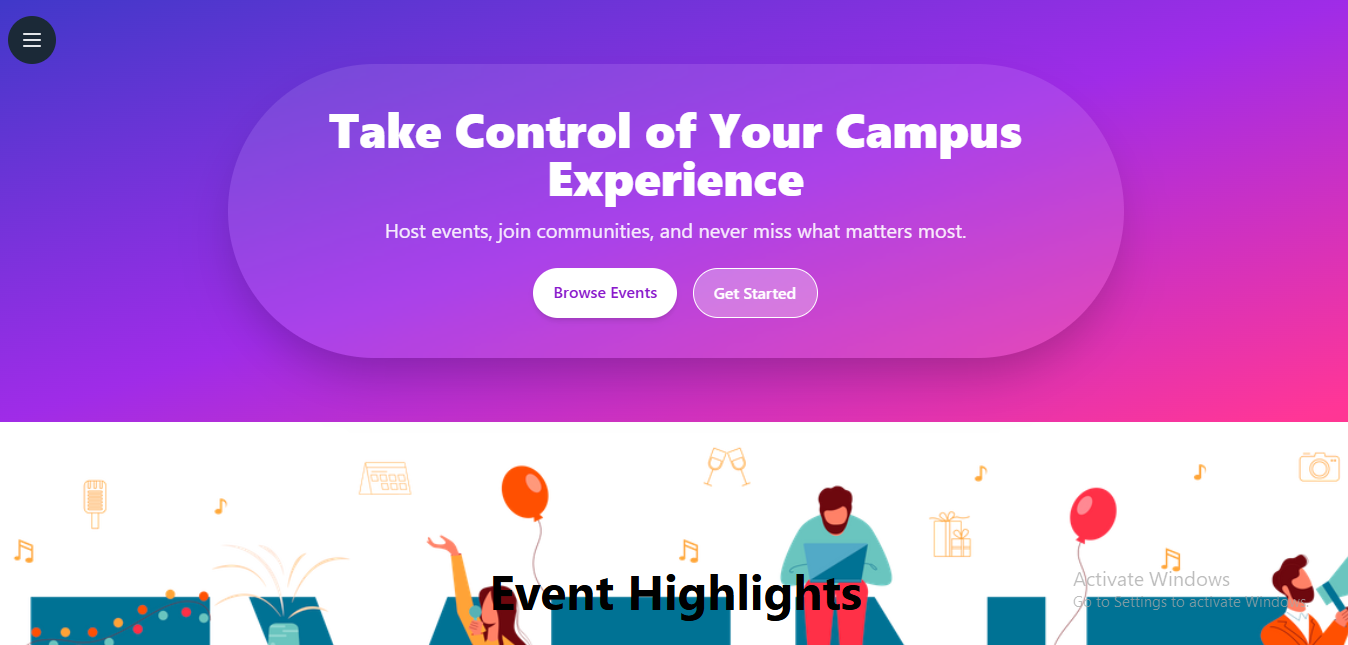 Take Control of Your Campus
Experience
Host events, join communities, and never miss what matters most.
Browse Events
Get Started
Event Highlights
Activate Windows
Go to Settings to activate Windows.